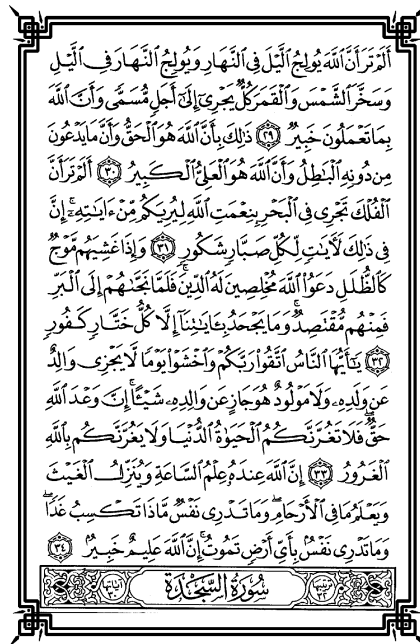 أَلَمْ تَرَ أَنَّ ٱللَّهَ يُولِجُ ٱلَّيْلَ فِى ٱلنَّهَارِ وَيُولِجُ ٱلنَّهَارَ فِى ٱلَّيْلِ
وَسَخَّرَ ٱلشَّمْسَ وَٱلْقَمَرَ كُلٌّ يَجْرِىٓ إِلَىٰٓ أَجَلٍ مُّسَمًّى وَأَنَّ ٱللَّهَ
بِمَا تَعْمَلُونَ خَبِيرٌ ٢٩ ذَٰلِكَ بِأَنَّ ٱللَّهَ هُوَ ٱلْحَقُّ وَأَنَّ مَا يَدْعُونَ
مِن دُونِهِ ٱلْبَٰطِلُ وَأَنَّ ٱللَّهَ هُوَ ٱلْعَلِىُّ ٱلْكَبِيرُ ٣٠ أَلَمْ تَرَ أَنَّ
ٱلْفُلْكَ تَجْرِى فِى ٱلْبَحْرِ بِنِعْمَتِ ٱللَّهِ لِيُرِيَكُم مِّنْ ءَايَٰتِهِۦٓ ۚ إِنَّ
فِى ذَٰلِكَ لَءَايَٰتٍ لِّكُلِّ صَبَّارٍ شَكُورٍ ٣١ وَإِذَا غَشِيَهُم مَّوْجٌ
كَٱلظُّلَلِ دَعَوُا۟ ٱللَّهَ مُخْلِصِينَ لَهُ ٱلدِّينَ فَلَمَّا نَجَّىٰهُمْ إِلَى ٱلْبَرِّ
فَمِنْهُم مُّقْتَصِدٌ ۚ وَمَا يَجْحَدُ بِـَٔايَٰتِنَآ إِلَّا كُلُّ خَتَّارٍ كَفُورٍ
٣٢ يَٰٓأَيُّهَا ٱلنَّاسُ ٱتَّقُوا۟ رَبَّكُمْ وَٱخْشَوْا۟ يَوْمًا لَّا يَجْزِى وَالِدٌ
عَن وَلَدِهِۦ وَلَا مَوْلُودٌ هُوَ جَازٍ عَن وَالِدِهِۦ شَيْـًٔا ۚ إِنَّ وَعْدَ ٱللَّهِ
حَقٌّ ۖ فَلَا تَغُرَّنَّكُمُ ٱلْحَيَوٰةُ ٱلدُّنْيَا وَلَا يَغُرَّنَّكُم بِٱللَّهِ
ٱلْغَرُورُ ٣٣ إِنَّ ٱللَّهَ عِندَهُۥ عِلْمُ ٱلسَّاعَةِ وَيُنَزِّلُ ٱلْغَيْثَ
وَيَعْلَمُ مَا فِى ٱلْأَرْحَامِ ۖ وَمَا تَدْرِى نَفْسٌ مَّاذَا تَكْسِبُ غَدًا ۖ
وَمَا تَدْرِى نَفْسٌۢ بِأَىِّ أَرْضٍ تَمُوتُ ۚ إِنَّ ٱللَّهَ عَلِيمٌ خَبِيرٌۢ ٣٤
سُورَةُ السَّجْدَةِ